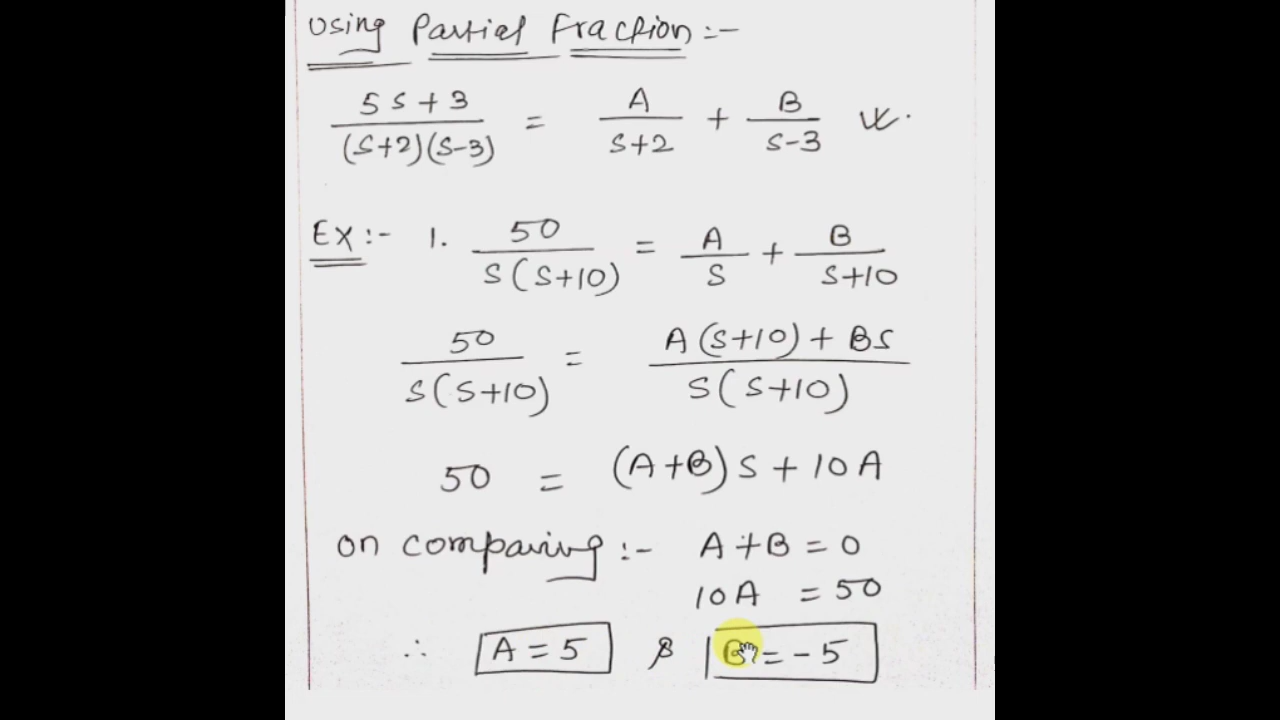 Using Partial Fraction :-
5s+3 / (s+2)(s-3) = A / s+2 + B / s-3
Ex :- 1. 50 / s(s+10) = A / s + B / s+10
50 / s(s+10) = A(s+10) + Bs / s(s+10)
50 = (A+B)s + 10A
on comparing :- A+B = 0
10A = 50
∴ A = 5 & B = -5